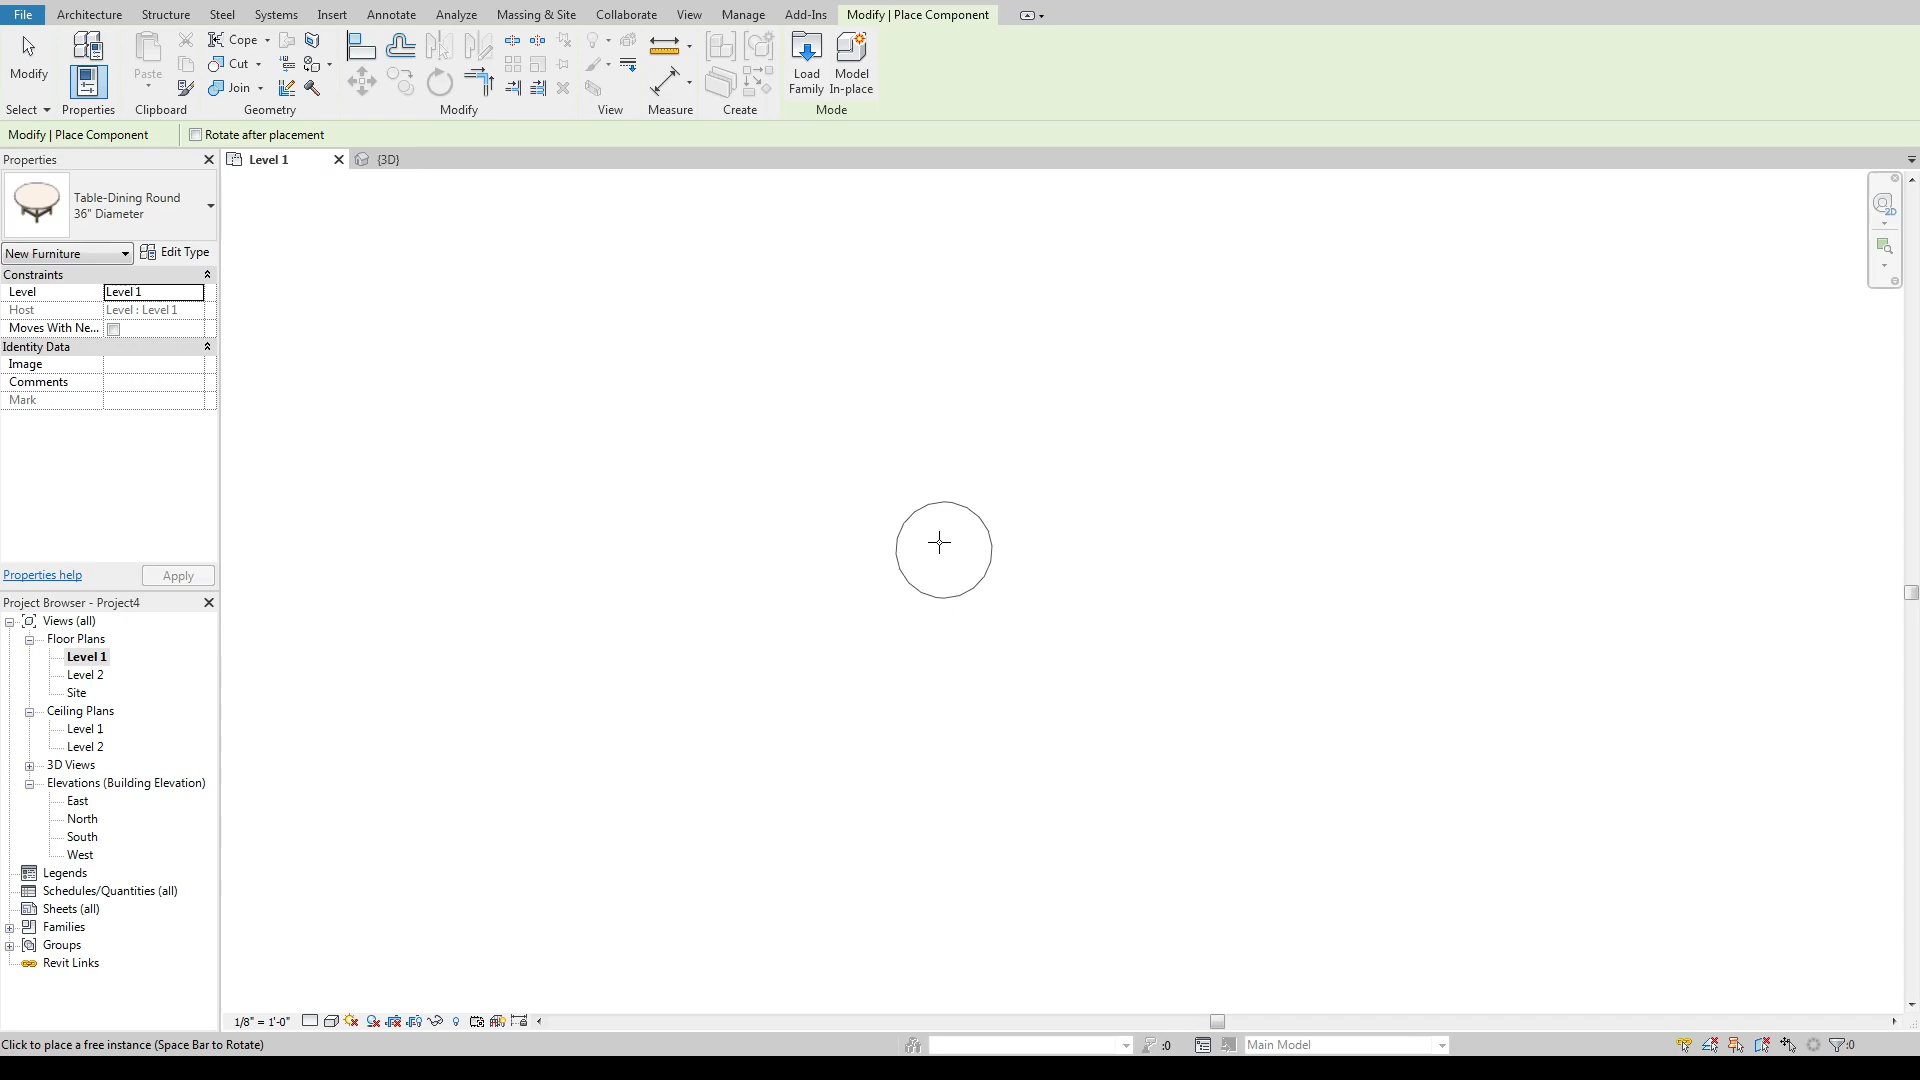 File Architecture Structure Steel Systems Insert Annotate Analyze Massing & Site Collaborate View Manage Add-Ins Modify | Place Component
Modify
Paste
Cope
Cut
Join
Load Family
Model In-place
Select Properties Clipboard Geometry Modify View Measure Create Mode
Modify | Place Component Rotate after placement
Properties
Level 1 {3D}
Table-Dining Round
36" Diameter
2D
New Furniture Edit Type
Constraints
Level Level 1
Host Level : Level 1
Moves With Ne...
Identity Data
Image
Comments
Mark
Properties help Apply
Project Browser - Project4
Views (all)
Floor Plans
Level 1
Level 2
Site
Ceiling Plans
Level 1
Level 2
3D Views
Elevations (Building Elevation)
East
North
South
West
Legends
Schedules/Quantities (all)
Sheets (all)
Families
Groups
Revit Links
1/8" = 1'-0"
Click to place a free instance (Space Bar to Rotate) :0 Main Model :0